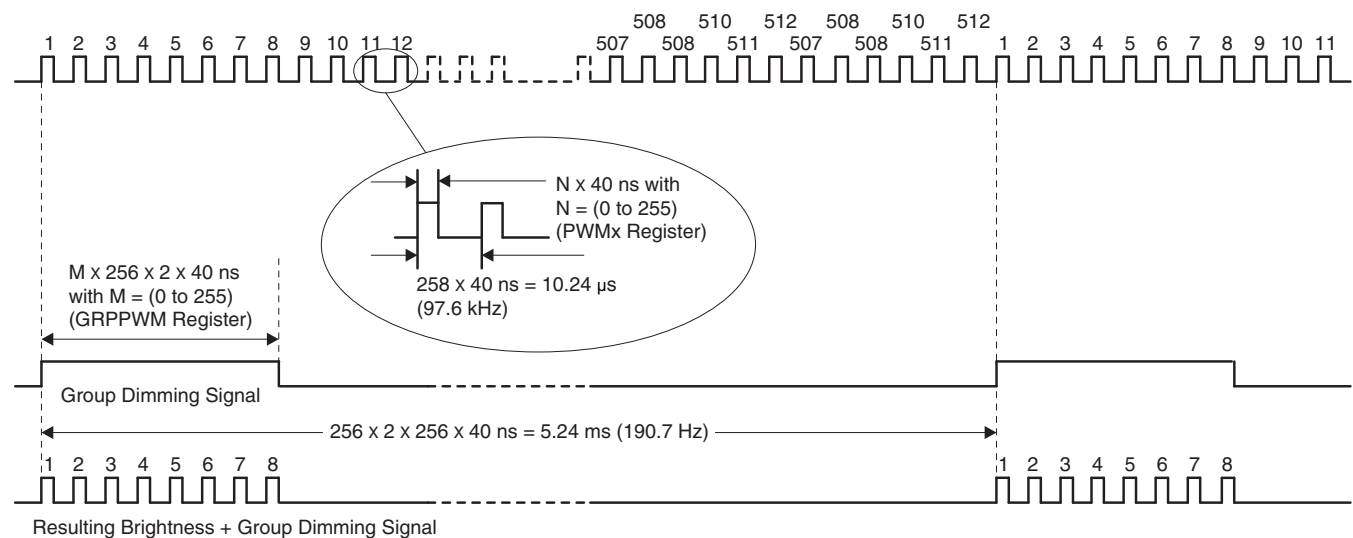 508 510 512 508 510 512
1 2 3 4 5 6 7 8 9 10 11 12 507 508 511 507 508 511 1 2 3 4 5 6 7 8 9 10 11
N x 40 ns with
N = (0 to 255)
(PWMx Register)
258 x 40 ns = 10.24 µs
(97.6 kHz)
M x 256 x 2 x 40 ns
with M = (0 to 255)
(GRPPWM Register)
Group Dimming Signal
256 x 2 x 256 x 40 ns = 5.24 ms (190.7 Hz)
1 2 3 4 5 6 7 8 1 2 3 4 5 6 7 8
Resulting Brightness + Group Dimming Signal